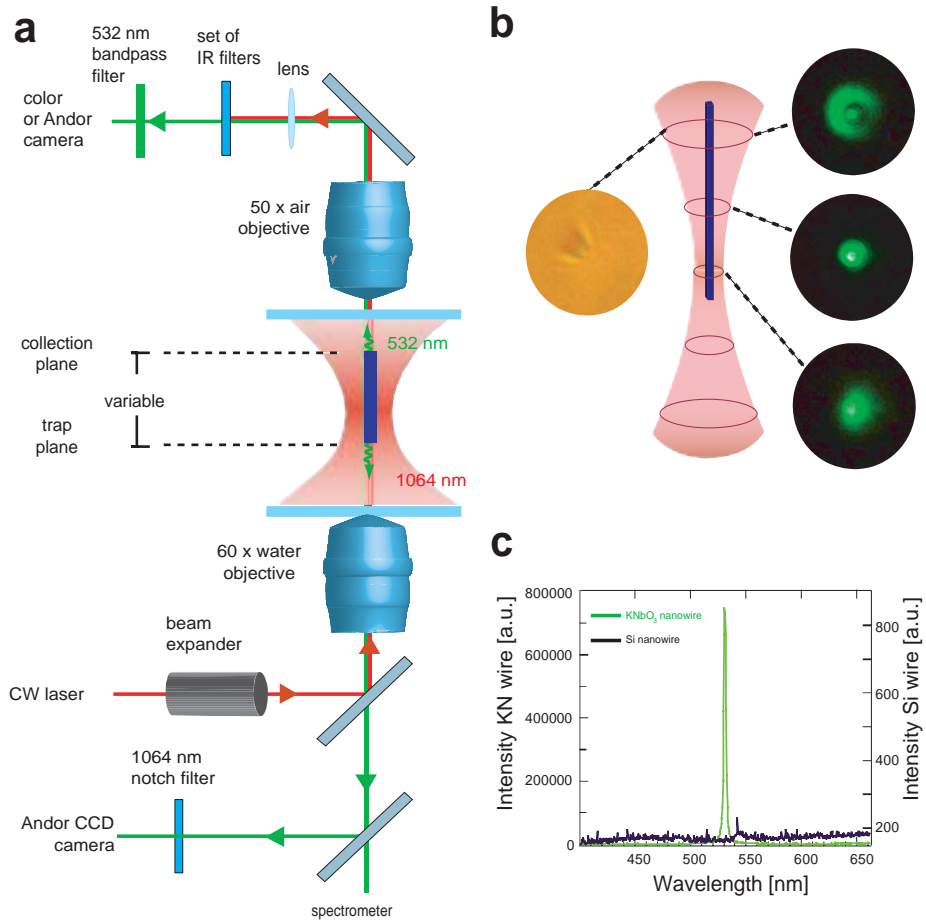 a
532 nm
bandpass
filter
set of
IR filters
lens
color
or Andor
camera
50 x air
objective
collection
plane
532 nm
variable
trap
plane
1064 nm
60 x water
objective
beam
expander
CW laser
1064 nm
notch filter
Andor CCD
camera
spectrometer
b
c
KNbO3 nanowire
Si nanowire
Intensity KN wire [a.u.]
800000
600000
400000
200000
0
Intensity Si wire [a.u.]
800
600
400
200
450
500
550
600
650
Wavelength [nm]